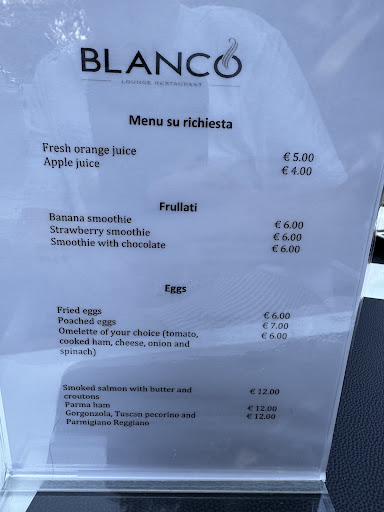 BLANCO
LOUNGE RESTAURANT
Menu su richiesta
Fresh orange juice € 5.00
Apple juice € 4.00
Frullati
Banana smoothie € 6.00
Strawberry smoothie € 6.00
Smoothie with chocolate € 6.00
Eggs
Fried eggs € 6.00
Poached eggs € 7.00
Omelette of your choice (tomato, € 6.00
cooked ham, cheese, onion and
spinach)
Smoked salmon with butter and € 12.00
croutons
Parma ham € 12.00
Gorgonzola, Tuscan pecorino and € 12.00
Parmigiano Reggiano